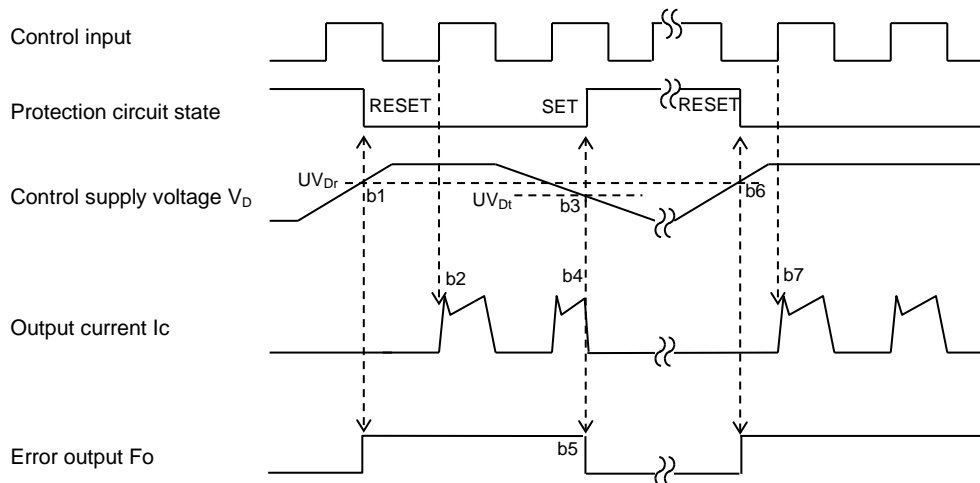 Control input
Protection circuit state
RESET
SET
RESET
Control supply voltage VD
UVDr
b1
UVDt
b3
b6
b2
b4
b7
Output current Ic
b5
Error output Fo